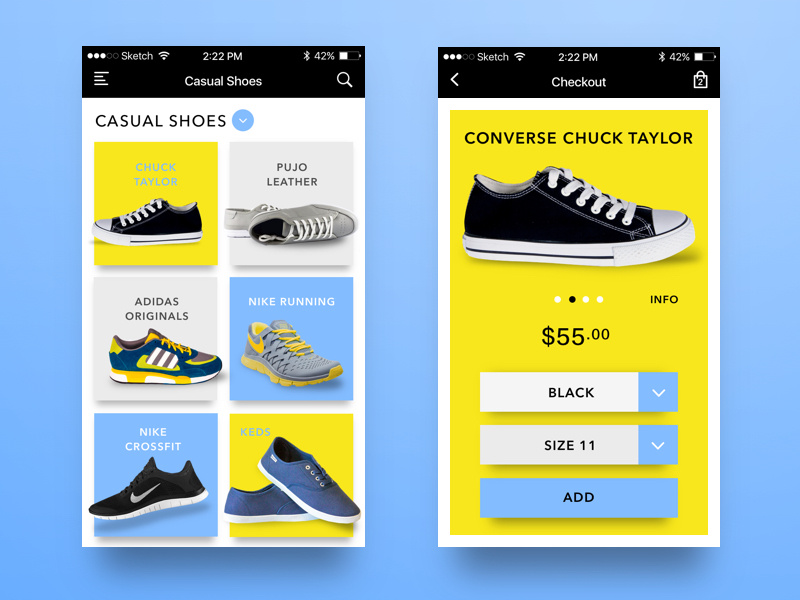 Sketch 2:22 PM 42%
Casual Shoes
CASUAL SHOES
CHUCK
TAYLOR
PUJO
LEATHER
ADIDAS
ORIGINALS
NIKE RUNNING
NIKE
CROSSFIT
KEDS
Sketch 2:22 PM 42%
Checkout
2
CONVERSE CHUCK TAYLOR
INFO
$55.00
BLACK
SIZE 11
ADD